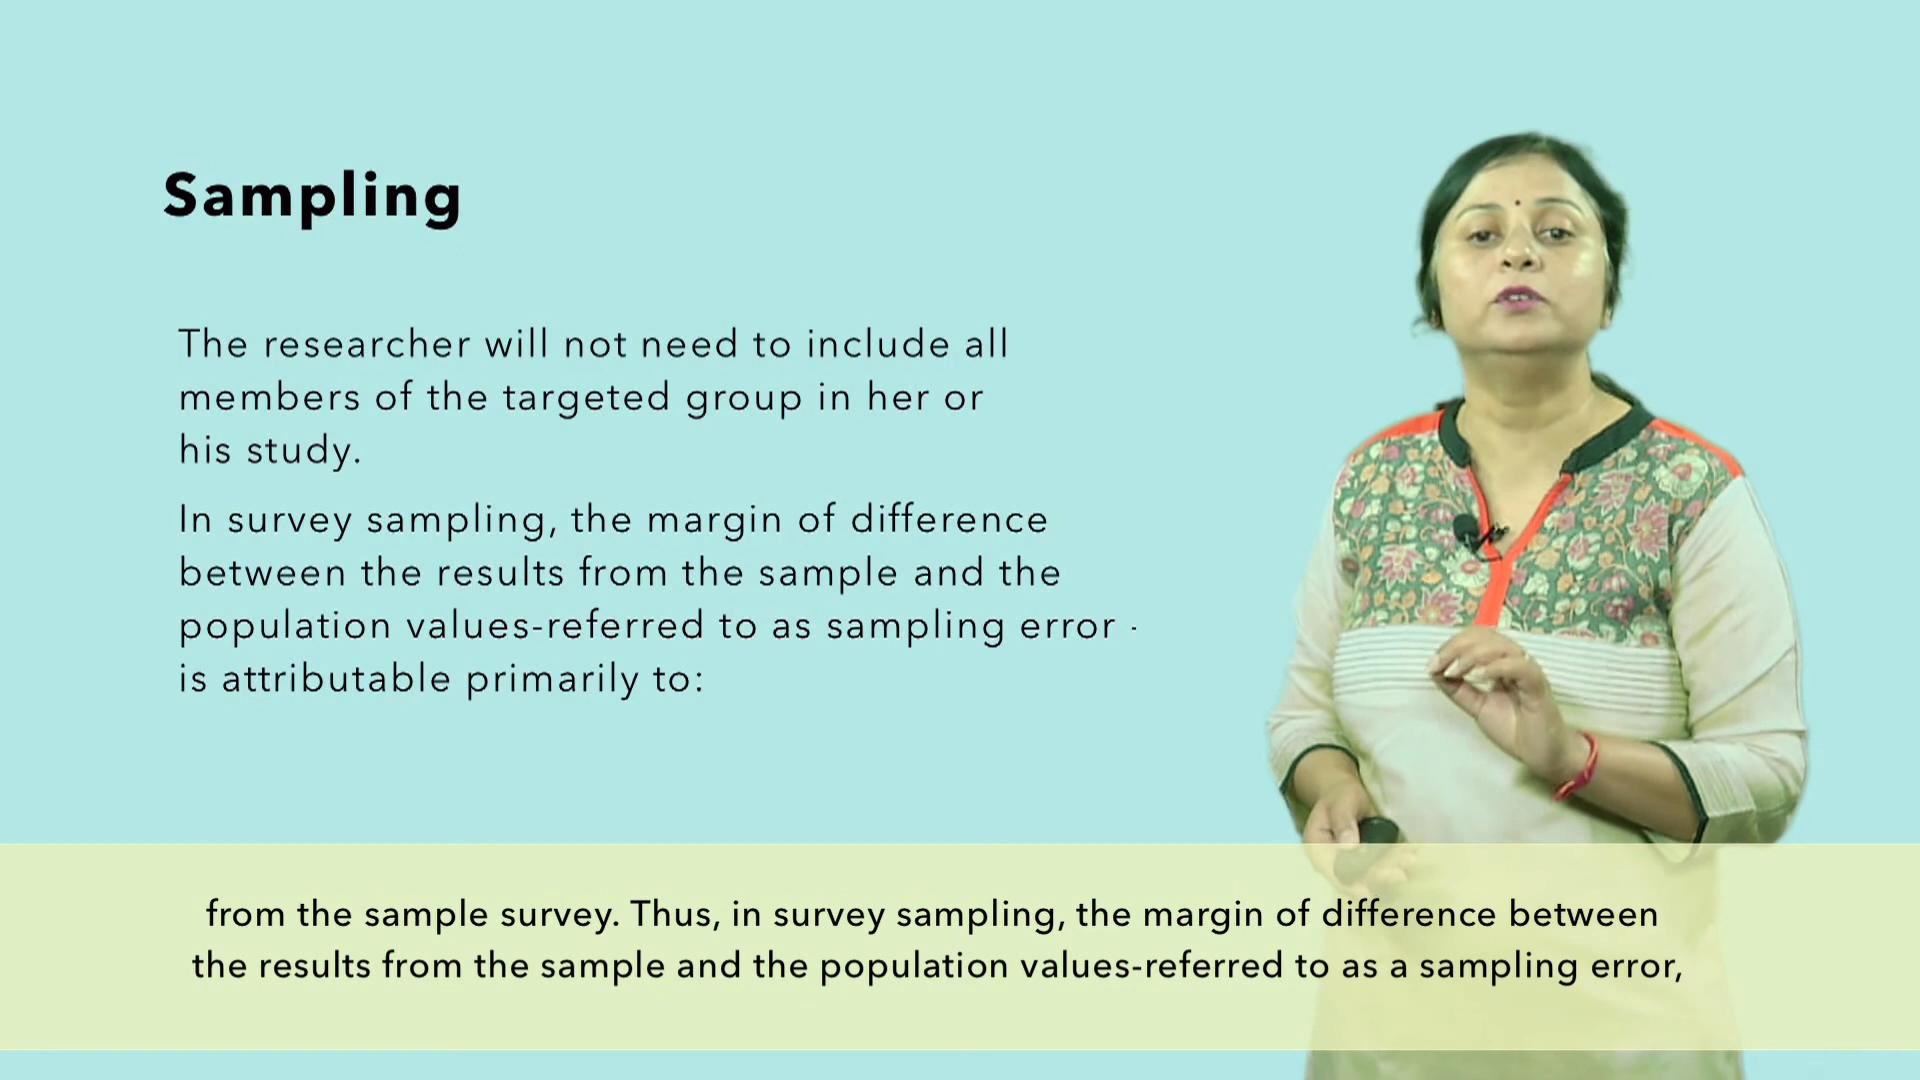 Sampling
The researcher will not need to include all
members of the targeted group in her or
his study.
In survey sampling, the margin of difference
between the results from the sample and the
population values-referred to as sampling error -
is attributable primarily to:
from the sample survey. Thus, in survey sampling, the margin of difference between
the results from the sample and the population values-referred to as a sampling error,